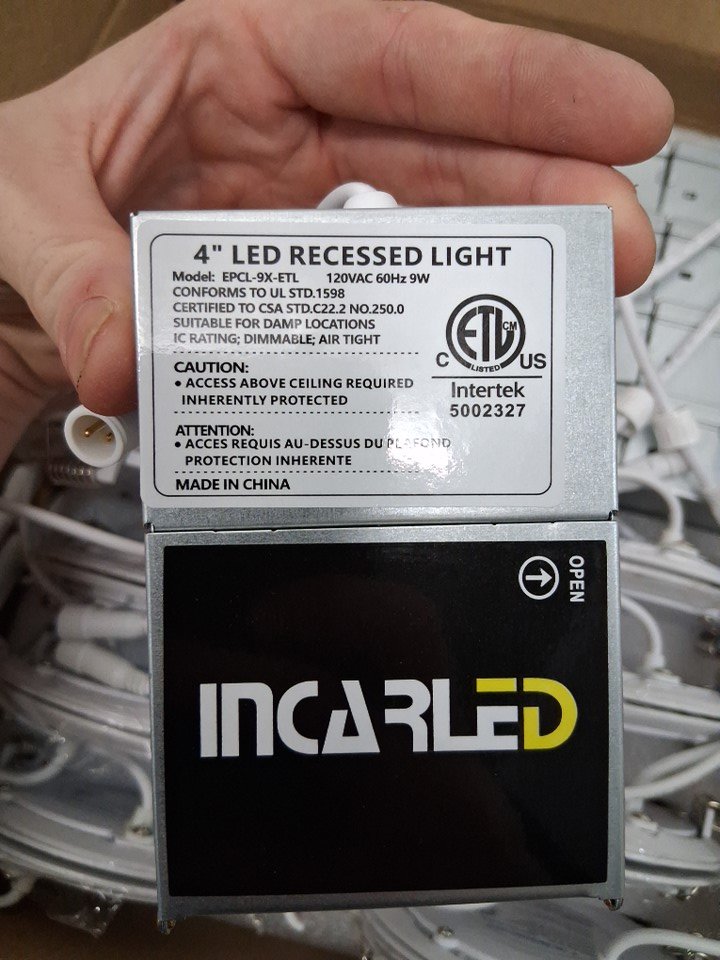 4" LED RECESSED LIGHT
Model: EPCL-9X-ETL 120VAC 60Hz 9W
CONFORMS TO UL STD.1598
CERTIFIED TO CSA STD.C22.2 NO.250.0
SUITABLE FOR DAMP LOCATIONS
IC RATING; DIMMABLE; AIR TIGHT
ETL CM
C LISTED US
Intertek
5002327
CAUTION:
• ACCESS ABOVE CEILING REQUIRED
INHERENTLY PROTECTED
ATTENTION:
• ACCES REQUIS AU-DESSUS DU PLAFOND
PROTECTION INHERENTE
MADE IN CHINA
OPEN
INCARLED